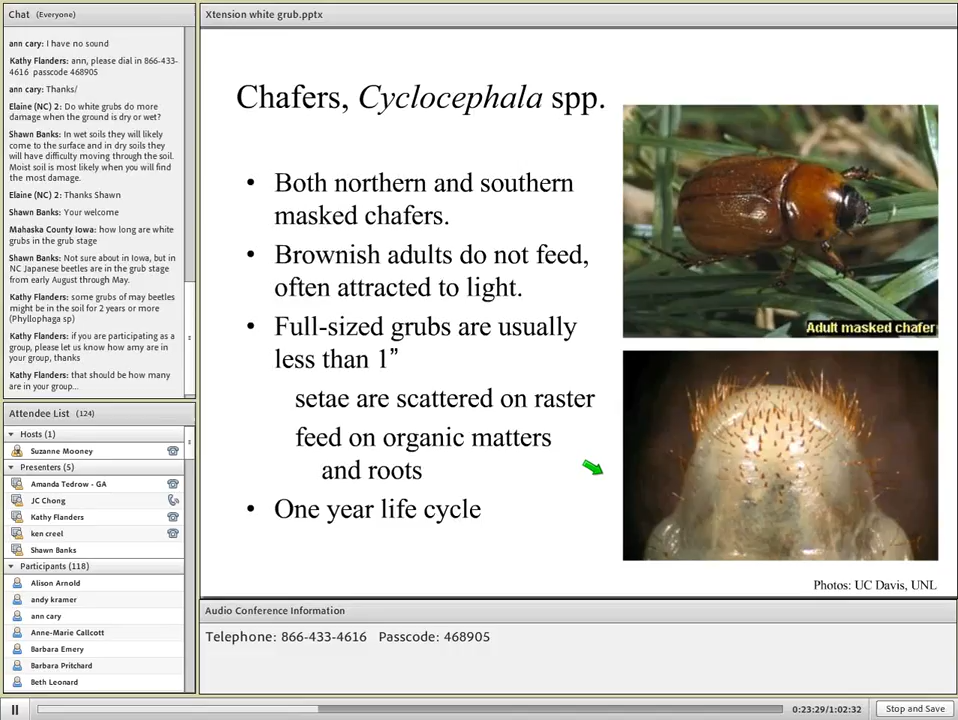 Chat (Everyone)
ann cary: I have no sound
Kathy Flanders: ann, please dial in 866-433-
4616 passcode 468905
ann cary: Thanks/
Elaine (NC) 2: Do white grubs do more
damage when the ground is dry or wet?
Shawn Banks: In wet soils they will likely
come to the surface and in dry soils they
will have difficulty moving through the soil.
Moist soil is most likely when you will find
the most damage.
Elaine (NC) 2: Thanks Shawn
Shawn Banks: Your welcome
Mahaska County Iowa: how long are white
grubs in the grub stage
Shawn Banks: Not sure about in Iowa, but in
NC Japanese beetles are in the grub stage
from early August through May.
Kathy Flanders: some grubs of may beetles
might be in the soil for 2 years or more
(Phyllophaga sp)
Kathy Flanders: if you are participating as a
group, please let us know how amy are in
your group, thanks
Kathy Flanders: that should be how many
are in your group...
Attendee List (124)
Hosts (1)
Suzanne Mooney
Presenters (5)
Amanda Tedrow - GA
JC Chong
Kathy Flanders
ken creel
Shawn Banks
Participants (118)
Alison Arnold
andy kramer
ann cary
Anne-Marie Callcott
Barbara Emery
Barbara Pritchard
Beth Leonard
Xtension white grub.pptx
Chafers, Cyclocephala spp.
• Both northern and southern
masked chafers.
• Brownish adults do not feed,
often attracted to light.
• Full-sized grubs are usually
less than 1”
setae are scattered on raster
feed on organic matters
and roots
• One year life cycle
Adult masked chafer
Photos: UC Davis, UNL
Audio Conference Information
Telephone: 866-433-4616 Passcode: 468905
0:23:29/1:02:32
Stop and Save